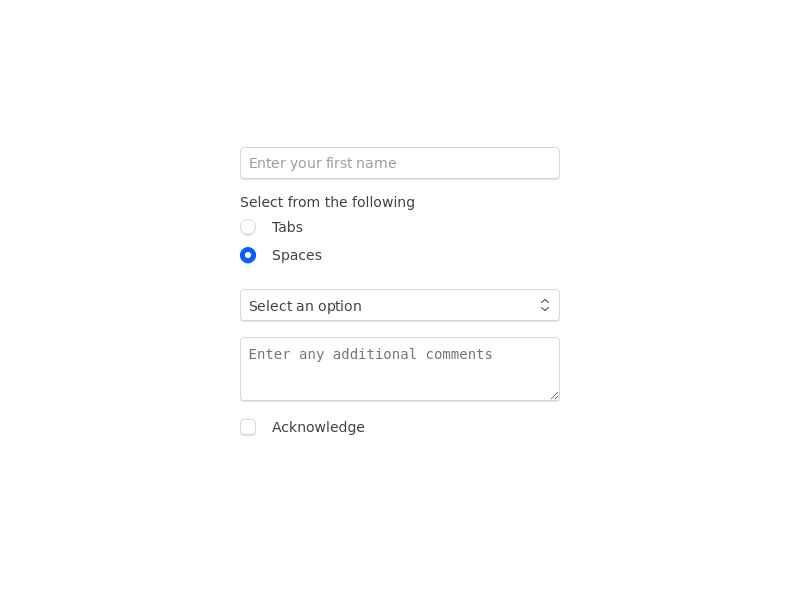 Enter your first name
Select from the following
Tabs
Spaces
Select an option
Enter any additional comments
Acknowledge